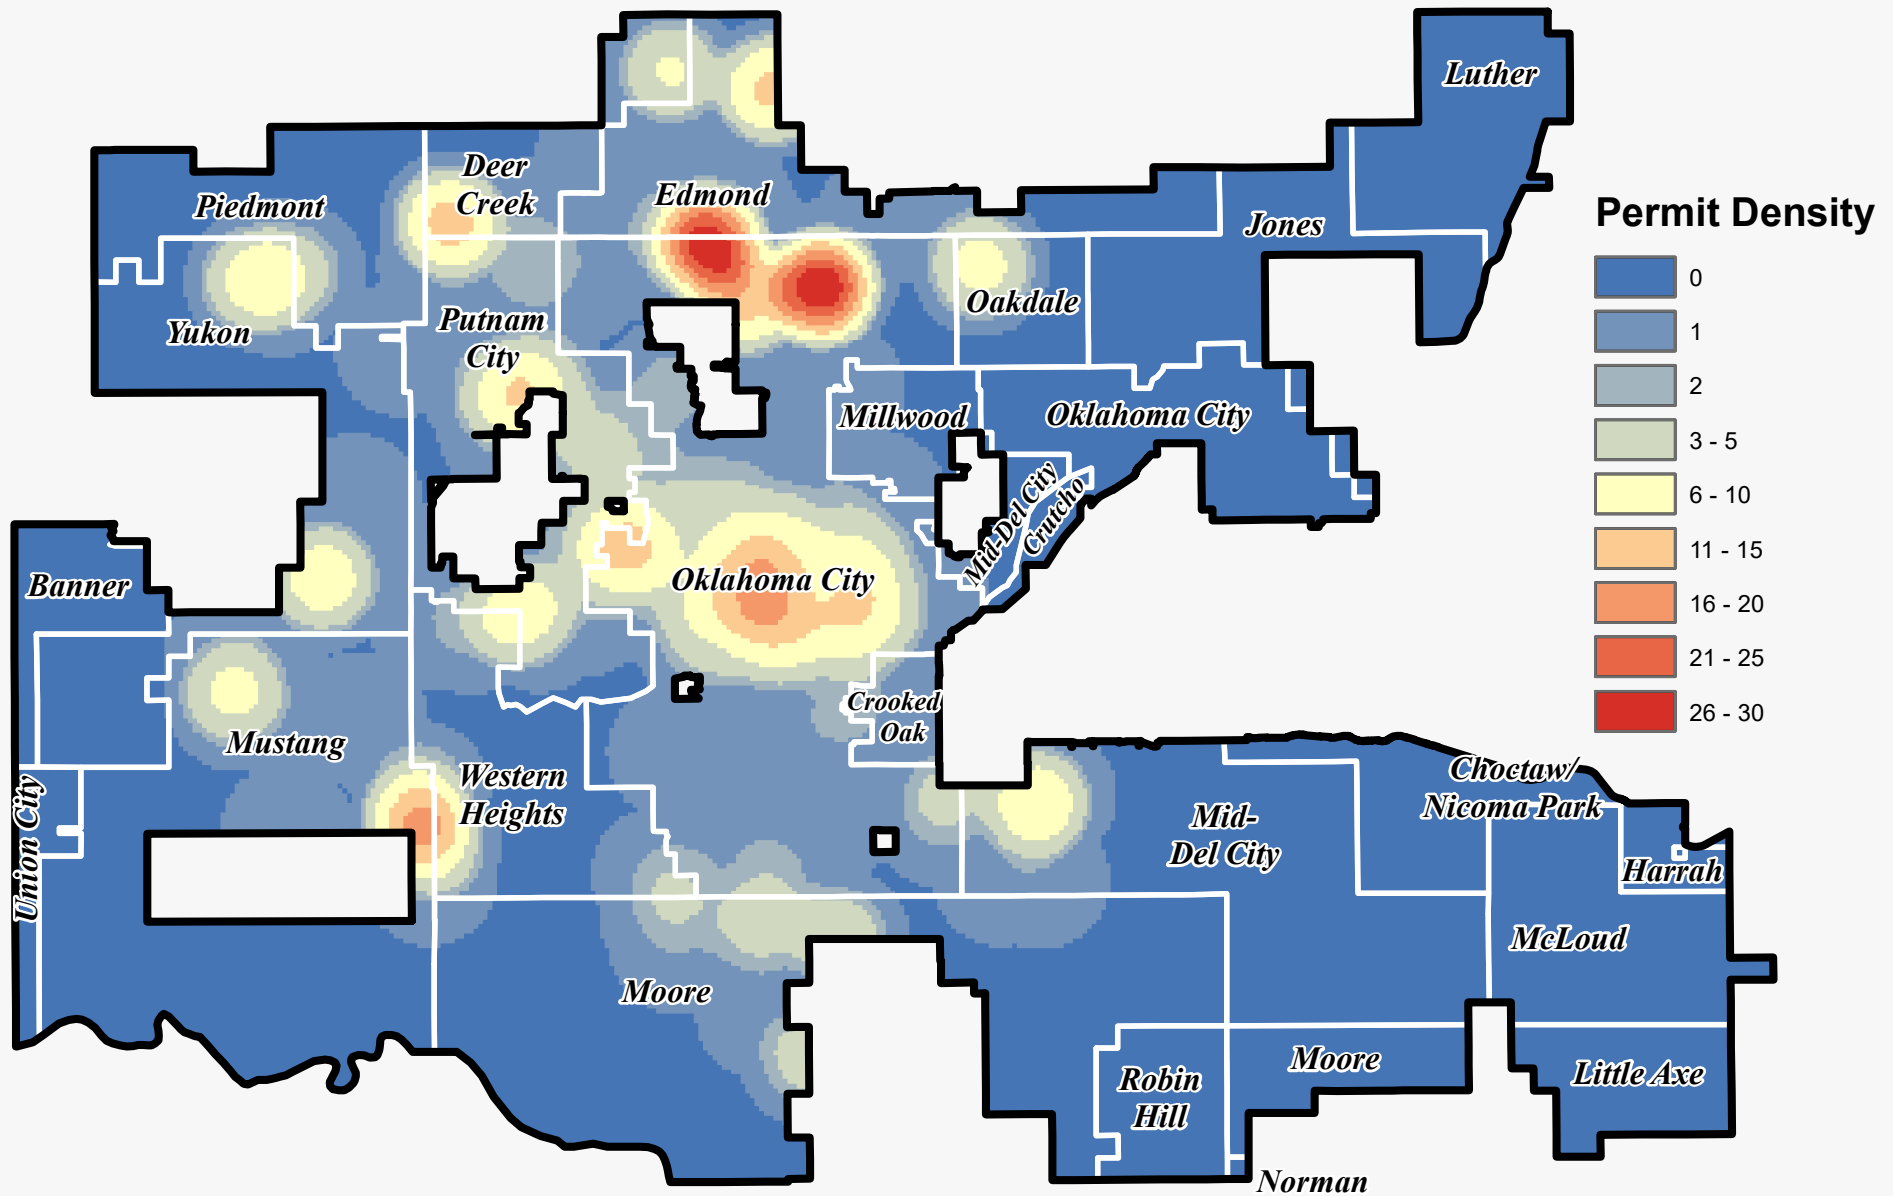 Luther
Deer
Creek
Edmond
Piedmont
Permit Density
Jones
0
Oakdale
Yukon
Putnam
City
1
2
Millwood
Oklahoma City
3 - 5
6 - 10
Mid-Del City
Crutcho
11 - 15
Banner
Oklahoma City
16 - 20
21 - 25
Crooked
Oak
26 - 30
Mustang
Western
Heights
Choctaw/
Nicoma Park
Union City
Mid-
Del City
Harrah
McLoud
Moore
Moore
Robin
Hill
Little Axe
Norman